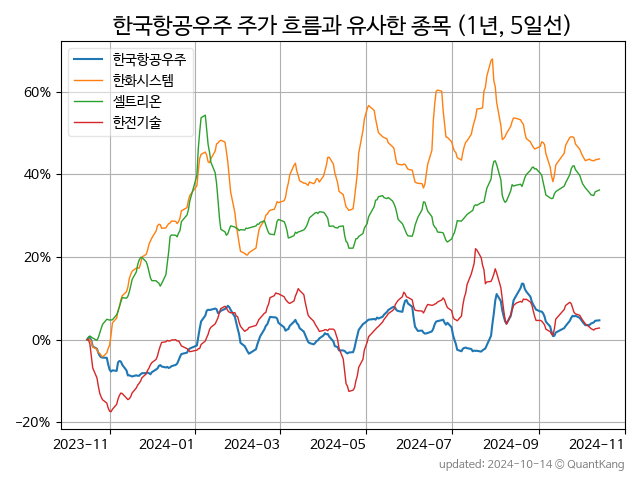 한국항공우주 주가 흐름과 유사한 종목 (1년, 5일선)
한국항공우주
한화시스템
셀트리온
한전기술
60%
40%
20%
0%
−20%
2023−11
2024−01
2024−03
2024−05
2024−07
2024−09
2024−11
updated: 2024-10-14 © QuantKang